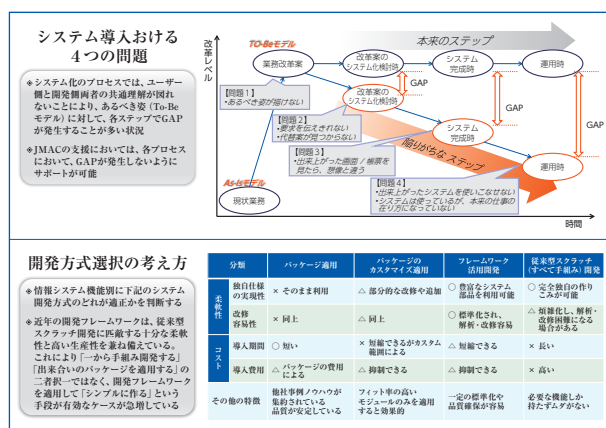 システム導入おける
4つの問題
※システム化のプロセスでは、ユーザー
側と開発側両者の共通理解が図れ
ないことにより、あるべき姿（To-Be
モデル）に対して、各ステップでGAP
が発生することが多い状況
※JMACの支援においては、各プロセス
において、GAPが発生しないように
サポートが可能
改革レベル
TO-Beモデル
本来のステップ
業務改革案
改革案の
システム化検討時
システム
完成時
運用時
GAP
GAP
GAP
【問題1】
・あるべき姿が描けない
改革案の
システム化検討時
【問題2】
・要求を伝えきれない
・代替案が見つからない
システム
完成時
【問題3】
・出来上がった画面／帳票を
見たら、想像と違う
陥りがちな ステップ
運用時
【問題4】
・出来上がったシステムを使いこなせない
・システムは使っているが、本来の仕事の
在り方になっていない
As-Isモデル
現状業務
時間
開発方式選択の考え方
※情報システム機能別に下記のシステム
開発方式のどれが適正かを判断する
※近年の開発フレームワークは、従来型
スクラッチ開発に匹敵する十分な柔軟
性と高い生産性を兼ね備えている。
これにより「一から手組み開発する」
「出来合いのパッケージを適用する」の
二者択一ではなく、開発フレームワーク
を適用して「シンプルに作る」という
手段が有効なケースが急増している
分類
パッケージ適用
パッケージの
カスタマイズ適用
フレームワーク
活用開発
従来型スクラッチ
（すべて手組み）開発
柔軟性
独自仕様
の実現性
× そのまま利用
△ 部分的な改修や追加
○ 豊富なシステム
部品を利用可能
○ 完全独自の作り
こみが可能
改修
容易性
× 同上
△ 同上
○ 標準化され、
解析・改修容易
△ 煩雑化し、解析・
改修困難になる
場合がある
コスト
導入期間
○ 短い
× 短縮できるがカスタム
範囲による
△ 短縮できる
× 長い
導入費用
△ パッケージの費用
による
△ 抑制できる
△ 抑制できる
× 高い
その他の特徴
他社事例ノウハウが
集約されている
品質が安定している
フィット率の高い
モジュールのみを適用
すると効果的
一定の標準化や
品質確保が容易
必要な機能しか
持たずムダがない